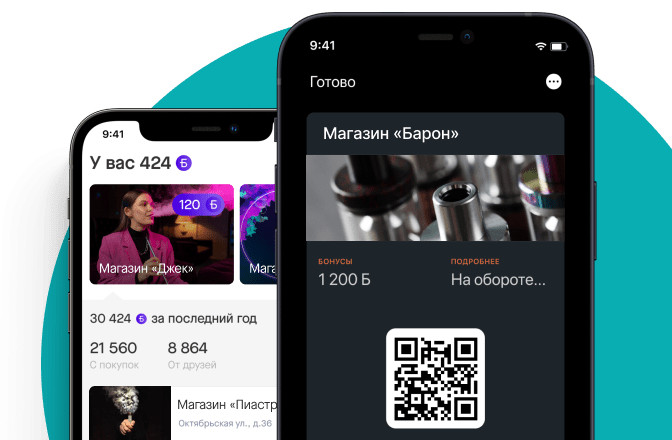 9:41
У вас 424 Б
120 Б
Магазин «Джек»
Мага
30 424 Б за последний год
21 560
С покупок
8 864
От друзей
Магазин «Пиастр
Октябрьская ул., д.36
9:41
Готово
Магазин «Барон»
БОНУСЫ
1 200 Б
ПОДРОБНЕЕ
На обороте...